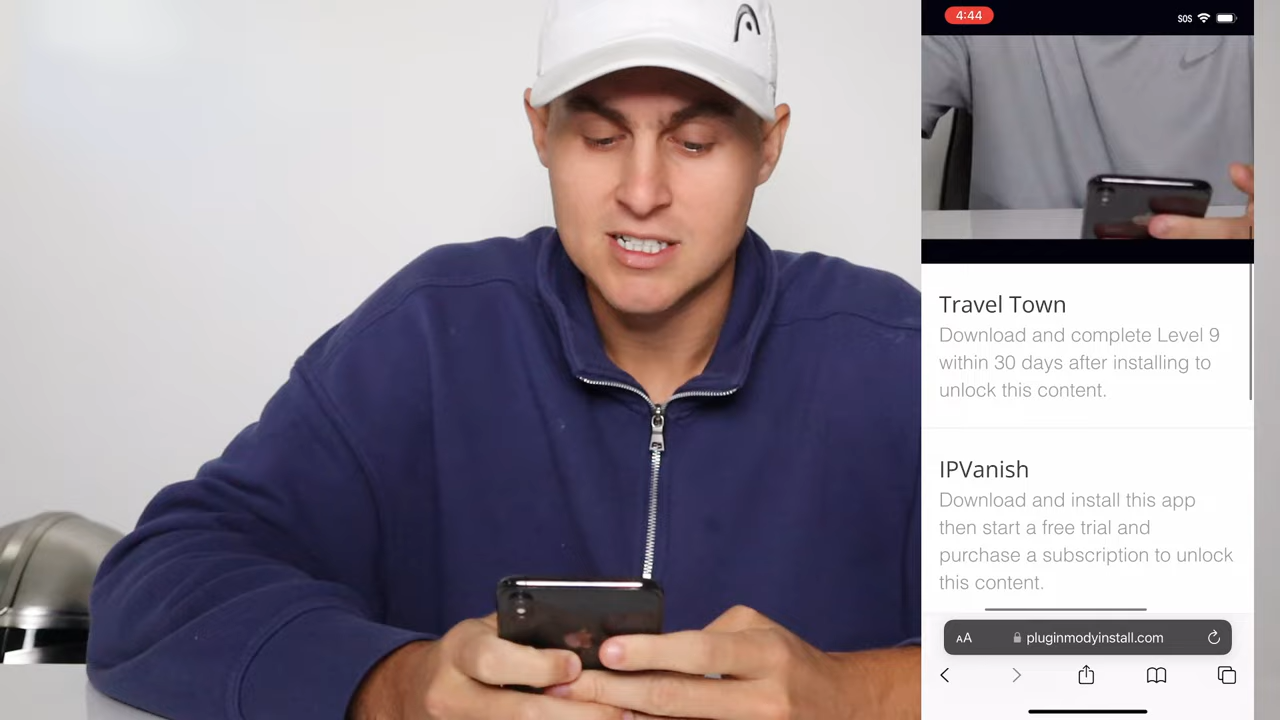 4:44
SOS
Travel Town
Download and complete Level 9
within 30 days after installing to
unlock this content.
IPVanish
Download and install this app
then start a free trial and
purchase a subscription to unlock
this content.
AA
pluginmodyinstall.com